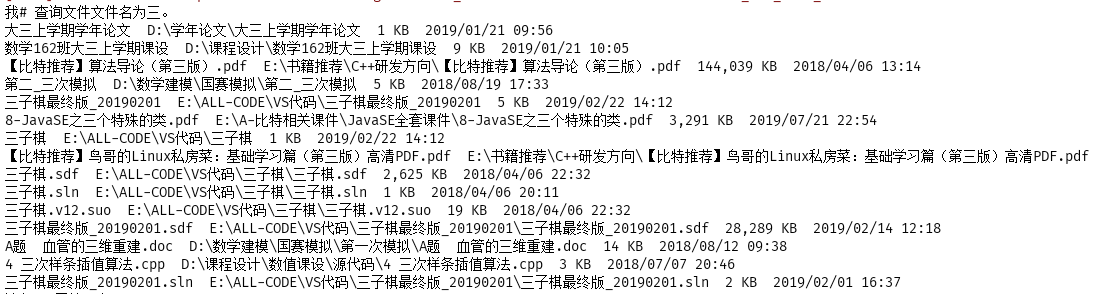 找# 查询文件文件名为三。
大三上学期学年论文  D:\学年论文\大三上学期学年论文  1 KB  2019/01/21 09:56
数学162班大三上学期课设  D:\课程设计\数学162班大三上学期课设  9 KB  2019/01/21 10:05
【比特推荐】算法导论（第三版）.pdf  E:\书籍推荐\C++研发方向\【比特推荐】算法导论（第三版）.pdf  144,039 KB  2018/04/06 13:14
第二_三次模拟  D:\数学建模\国赛模拟\第二_三次模拟  5 KB  2018/08/19 17:33
三子棋最终版_20190201  E:\ALL-CODE\VS代码\三子棋最终版_20190201  5 KB  2019/02/22 14:12
8-JavaSE之三个特殊的类.pdf  E:\A-比特相关课件\JavaSE全套课件\8-JavaSE之三个特殊的类.pdf  3,291 KB  2019/07/21 22:54
三子棋  E:\ALL-CODE\VS代码\三子棋  1 KB  2019/02/22 14:12
【比特推荐】鸟哥的Linux私房菜：基础学习篇（第三版）高清PDF.pdf  E:\书籍推荐\C++研发方向\【比特推荐】鸟哥的Linux私房菜：基础学习篇（第三版）高清PDF.pdf
三子棋.sdf  E:\ALL-CODE\VS代码\三子棋\三子棋.sdf  2,625 KB  2018/04/06 22:32
三子棋.sln  E:\ALL-CODE\VS代码\三子棋\三子棋.sln  1 KB  2018/04/06 20:11
三子棋.v12.suo  E:\ALL-CODE\VS代码\三子棋\三子棋.v12.suo  19 KB  2018/04/06 22:32
三子棋最终版_20190201.sdf  E:\ALL-CODE\VS代码\三子棋最终版_20190201\三子棋最终版_20190201.sdf  28,289 KB  2019/02/14 12:18
A题  血管的三维重建.doc  D:\数学建模\国赛模拟\第一次模拟\A题  血管的三维重建.doc  14 KB  2018/08/12 09:38
4 三次样条插值算法.cpp  D:\课程设计\数值课设\源代码\4 三次样条插值算法.cpp  3 KB  2018/07/07 20:46
三子棋最终版_20190201.sln  E:\ALL-CODE\VS代码\三子棋最终版_20190201\三子棋最终版_20190201.sln  2 KB  2019/02/01 16:37